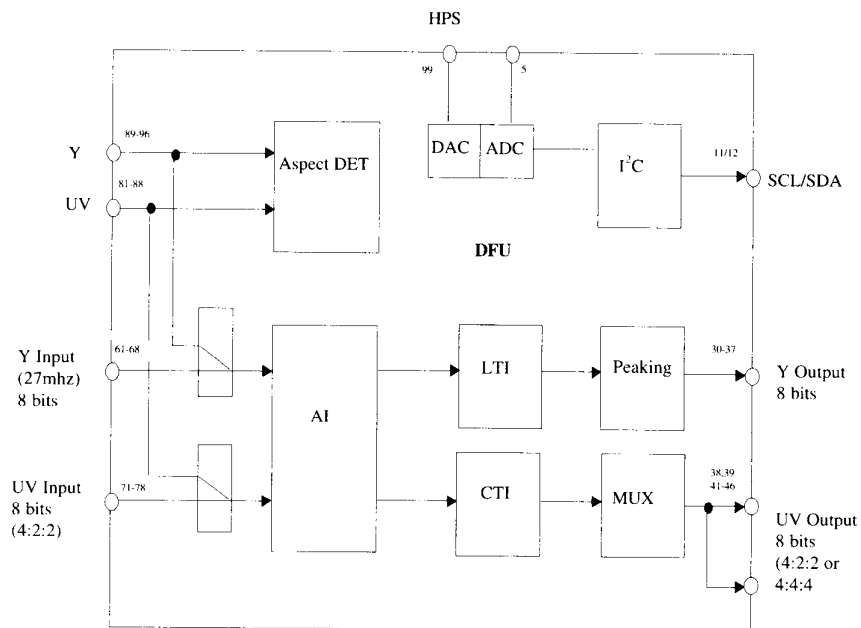 HPS
99
5
89-96
Y
Aspect DET
DAC
ADC
I²C
11/12
81-88
UV
SCL/SDA
DFU
61-68
Y Input
(27mhz)
8 bits
AI
LTI
Peaking
30-37
Y Output
8 bits
71-78
UV Input
8 bits
(4:2:2)
CTI
MUX
38,39
41-46
UV Output
8 bits
(4:2:2 or
4:4:4